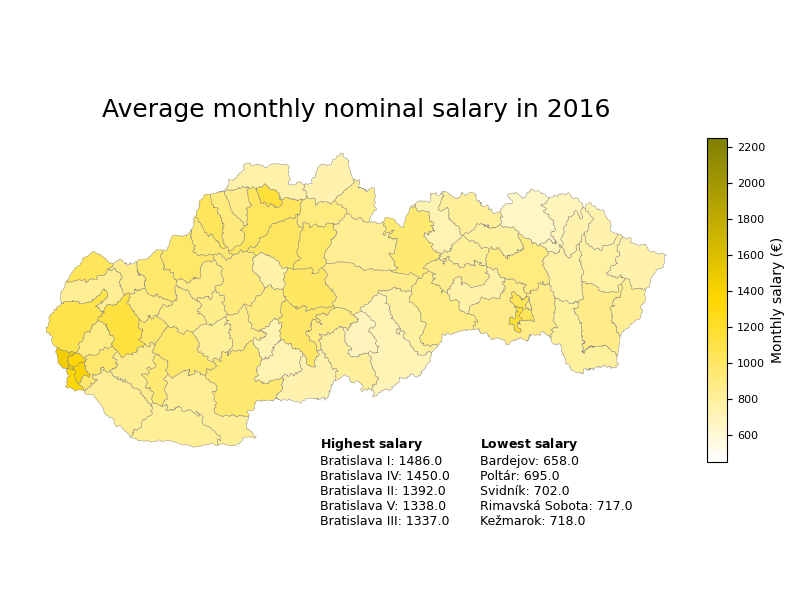 Average monthly nominal salary in 2016
2200
2000
1800
1600
1400
1200
1000
800
600
Monthly salary (€)
Highest salary
Bratislava I: 1486.0
Bratislava IV: 1450.0
Bratislava II: 1392.0
Bratislava V: 1338.0
Bratislava III: 1337.0
Lowest salary
Bardejov: 658.0
Poltár: 695.0
Svidník: 702.0
Rimavská Sobota: 717.0
Kežmarok: 718.0